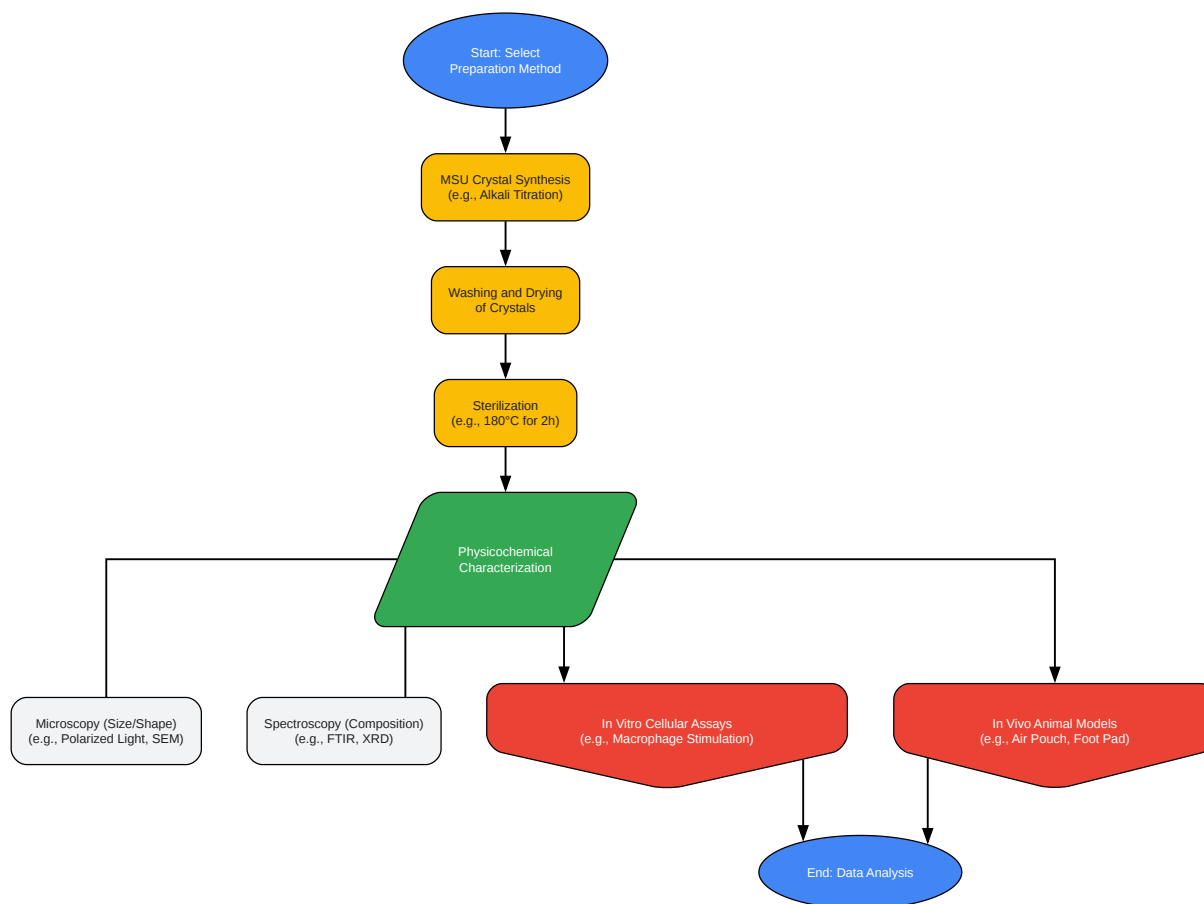 Start: Select
Preparation Method
MSU Crystal Synthesis
(e.g., Alkali Titration)
Washing and Drying
of Crystals
Sterilization
(e.g., 180°C for 2h)
Physicochemical
Characterization
Microscopy (Size/Shape)
(e.g., Polarized Light, SEM)
Spectroscopy (Composition)
(e.g., FTIR, XRD)
In Vitro Cellular Assays
(e.g., Macrophage Stimulation)
In Vivo Animal Models
(e.g., Air Pouch, Foot Pad)
End: Data Analysis